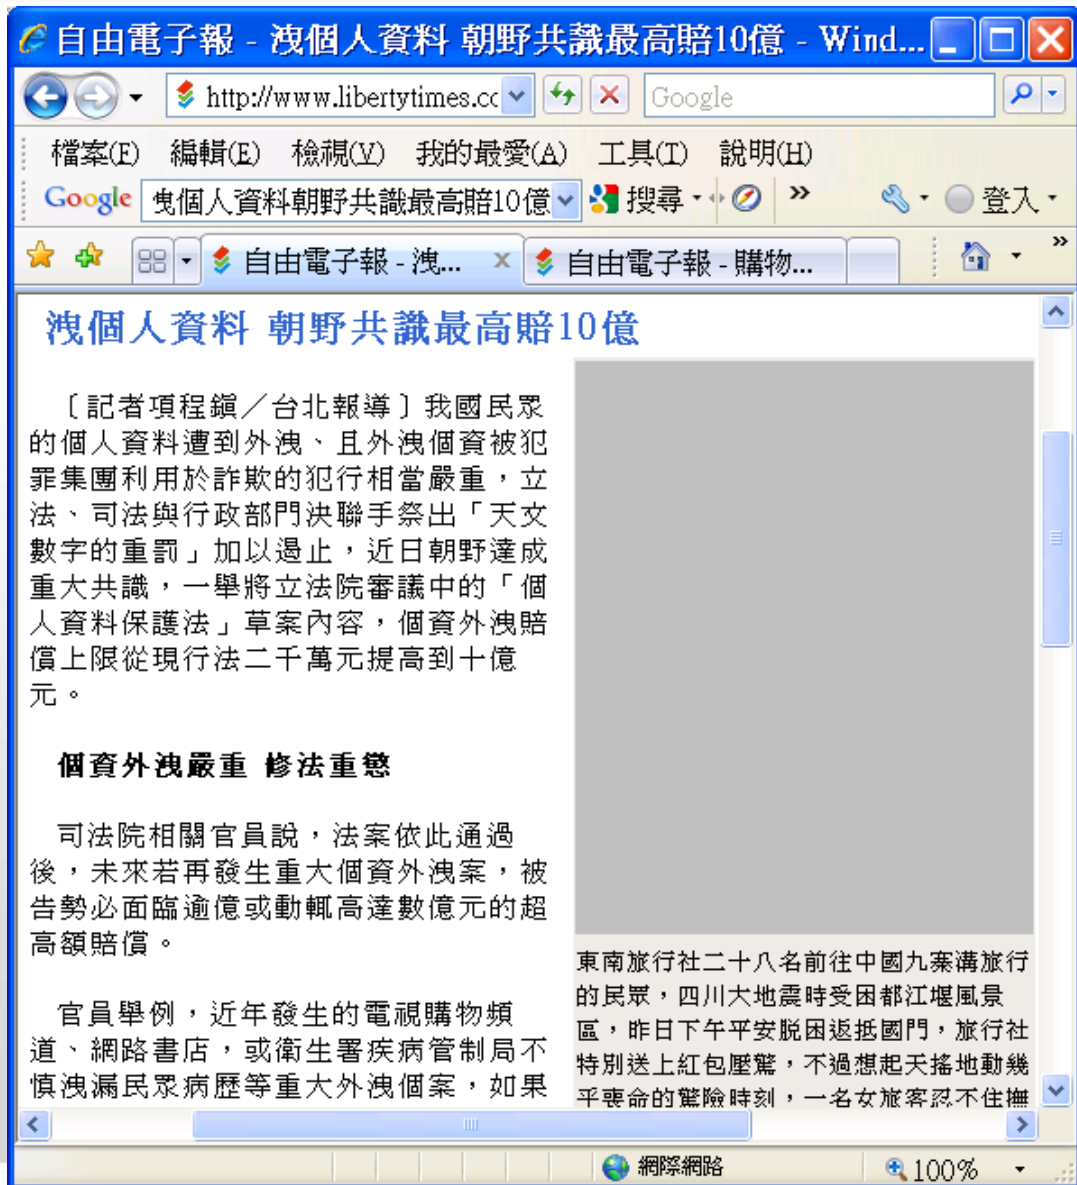 自由電子報 - 洩個人資料 朝野共識最高賠10億 - Wind...
http://www.libertytimes.cc
Google
檔案(F) 編輯(E) 檢視(V) 我的最愛(A) 工具(T) 說明(H)
Google 曳個人資料朝野共識最高賠10億 搜尋 » 登入
自由電子報 - 洩... x 自由電子報 - 購物... »
洩個人資料 朝野共識最高賠10億
〔記者項程鎮／台北報導〕我國民眾
的個人資料遭到外洩、且外洩個資被犯
罪集團利用於詐欺的犯行相當嚴重，立
法、司法與行政部門決聯手祭出「天文
數字的重罰」加以遏止，近日朝野達成
重大共識，一舉將立法院審議中的「個
人資料保護法」草案內容，個資外洩賠
償上限從現行法二千萬元提高到十億
元。
個資外洩嚴重 修法重懲
司法院相關官員說，法案依此通過
後，未來若再發生重大個資外洩案，被
告勢必面臨逾億或動輒高達數億元的超
高額賠償。
官員舉例，近年發生的電視購物頻
道、網路書店，或衛生署疾病管制局不
慎洩漏民眾病歷等重大外洩個案，如果
東南旅行社二十八名前往中國九寨溝旅行
的民眾，四川大地震時受困都江堰風景
區，昨日下午平安脫困返抵國門，旅行社
特別送上紅包壓驚，不過想起天搖地動幾
乎喪命的驚險時刻，一名女旅客忍不住撫
網際網路
100%